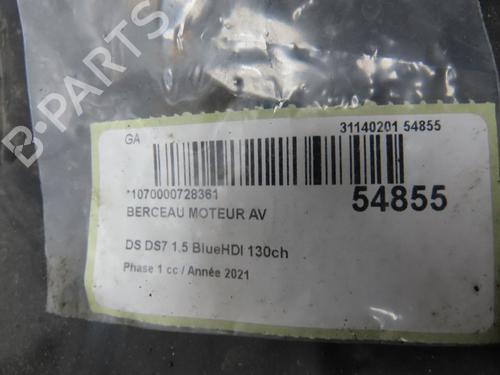 B-PARTS
GA
31140201 54855
*1070000728361
54855
BERCEAU MOTEUR AV
DS DS7 1.5 BlueHDI 130ch
Phase 1 cc / Année 2021